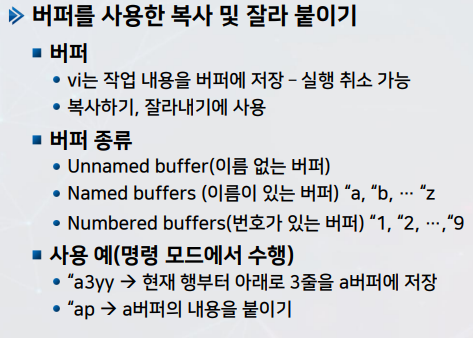 버퍼를 사용한 복사 및 잘라 붙이기
버퍼
vi는 작업 내용을 버퍼에 저장 – 실행 취소 가능
복사하기, 잘라내기에 사용
버퍼 종류
Unnamed buffer(이름 없는 버퍼)
Named buffers (이름이 있는 버퍼) “a, “b, … “z
Numbered buffers(번호가 있는 버퍼) “1, “2, …,“9
사용 예(명령 모드에서 수행)
“a3yy → 현재 행부터 아래로 3줄을 a버퍼에 저장
“ap → a버퍼의 내용을 붙이기